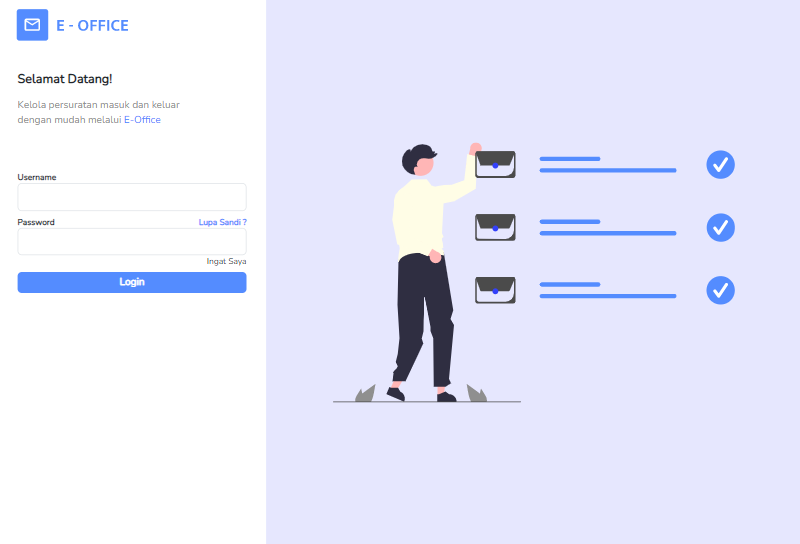 E - OFFICE
Selamat Datang!
Kelola persuratan masuk dan keluar
dengan mudah melalui E-Office
Username
Password Lupa Sandi ?
Ingat Saya
Login